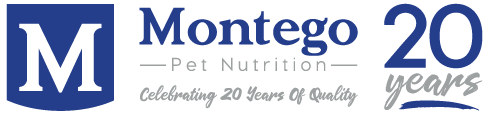 M
Montego
Pet Nutrition
Celebrating 20 Years Of Quality
20
years